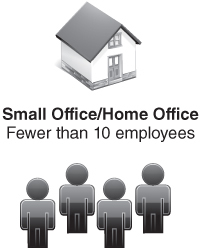 Small Office/Home Office
Fewer than 10 employees